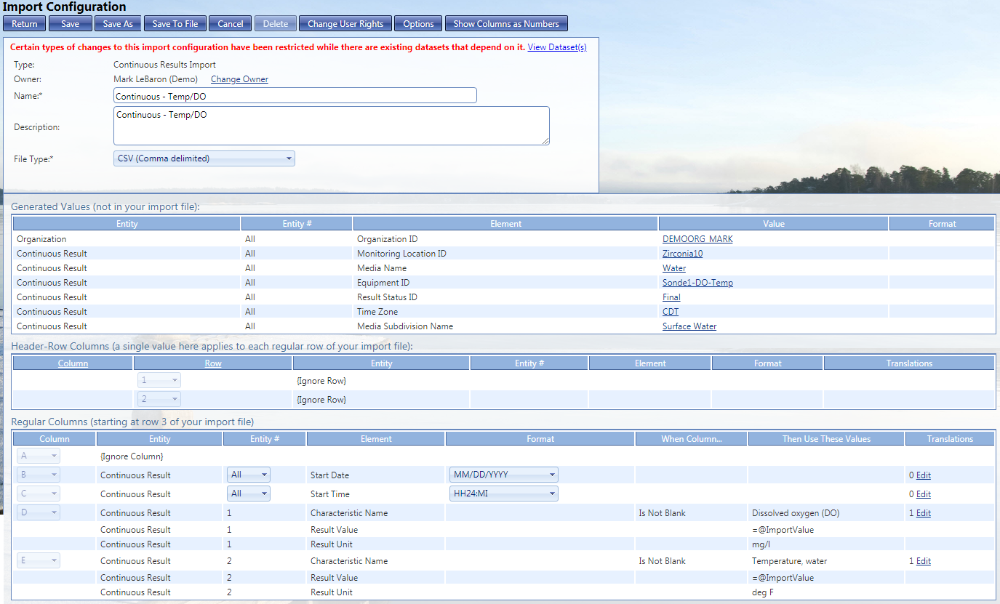 Import Configuration
Return Save Save As Save To File Cancel Delete Change User Rights Options Show Columns as Numbers
Certain types of changes to this import configuration have been restricted while there are existing datasets that depend on it. View Dataset(s)
Type: Continuous Results Import
Owner: Mark LeBaron (Demo) Change Owner
Name:* Continuous - Temp/DO
Description: Continuous - Temp/DO
File Type:* CSV (Comma delimited)
Generated Values (not in your import file):
Entity Entity # Element Value Format
Organization All Organization ID DEMOORG_MARK
Continuous Result All Monitoring Location ID Zirconia10
Continuous Result All Media Name Water
Continuous Result All Equipment ID Sonde1-DO-Temp
Continuous Result All Result Status ID Final
Continuous Result All Time Zone CDT
Continuous Result All Media Subdivision Name Surface Water
Header-Row Columns (a single value here applies to each regular row of your import file):
Column Row Entity Entity # Element Format Translations
1 {Ignore Row}
2 {Ignore Row}
Regular Columns (starting at row 3 of your import file)
Column Entity Entity # Element Format When Column... Then Use These Values Translations
A {Ignore Column}
B Continuous Result All Start Date MM/DD/YYYY 0 Edit
C Continuous Result All Start Time HH24:MI 0 Edit
D Continuous Result 1 Characteristic Name Is Not Blank Dissolved oxygen (DO) 1 Edit
Continuous Result 1 Result Value =@ImportValue
Continuous Result 1 Result Unit mg/l
E Continuous Result 2 Characteristic Name Is Not Blank Temperature, water 1 Edit
Continuous Result 2 Result Value =@ImportValue
Continuous Result 2 Result Unit deg F